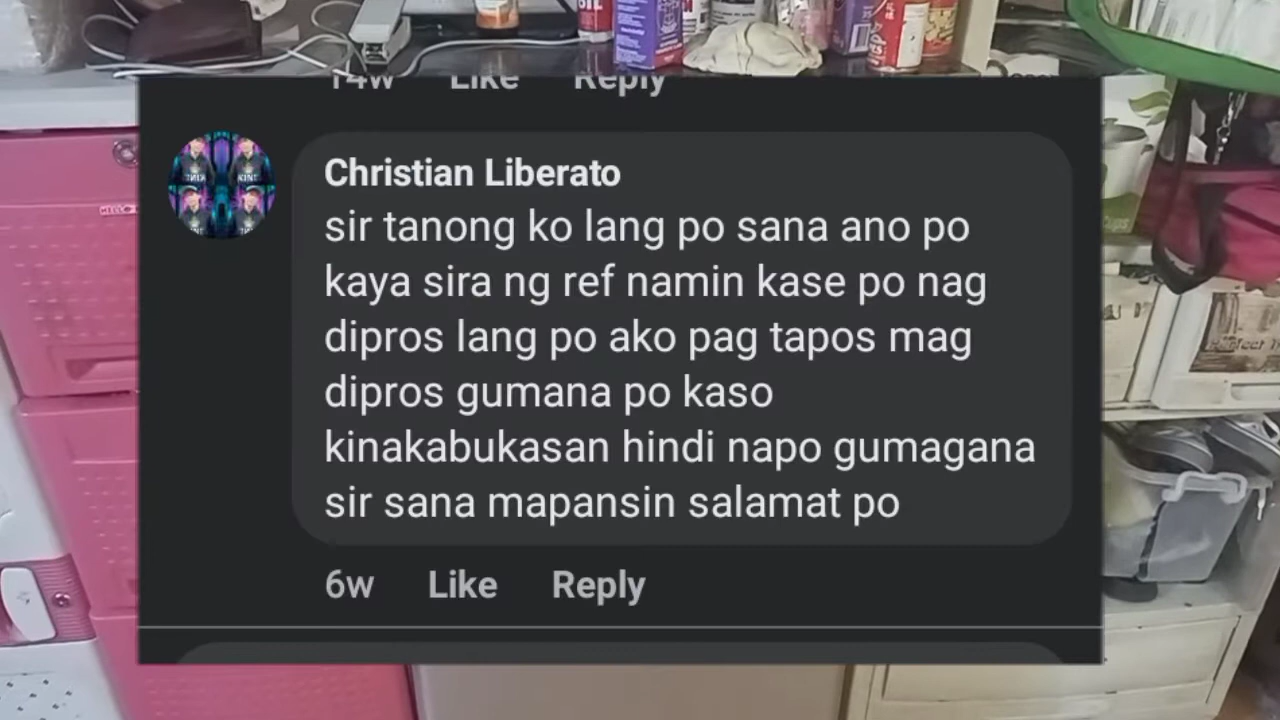 14w Like Reply
Christian Liberato
sir tanong ko lang po sana ano po
kaya sira ng ref namin kase po nag
dipros lang po ako pag tapos mag
dipros gumana po kaso
kinakabukasan hindi napo gumagana
sir sana mapansin salamat po
6w Like Reply